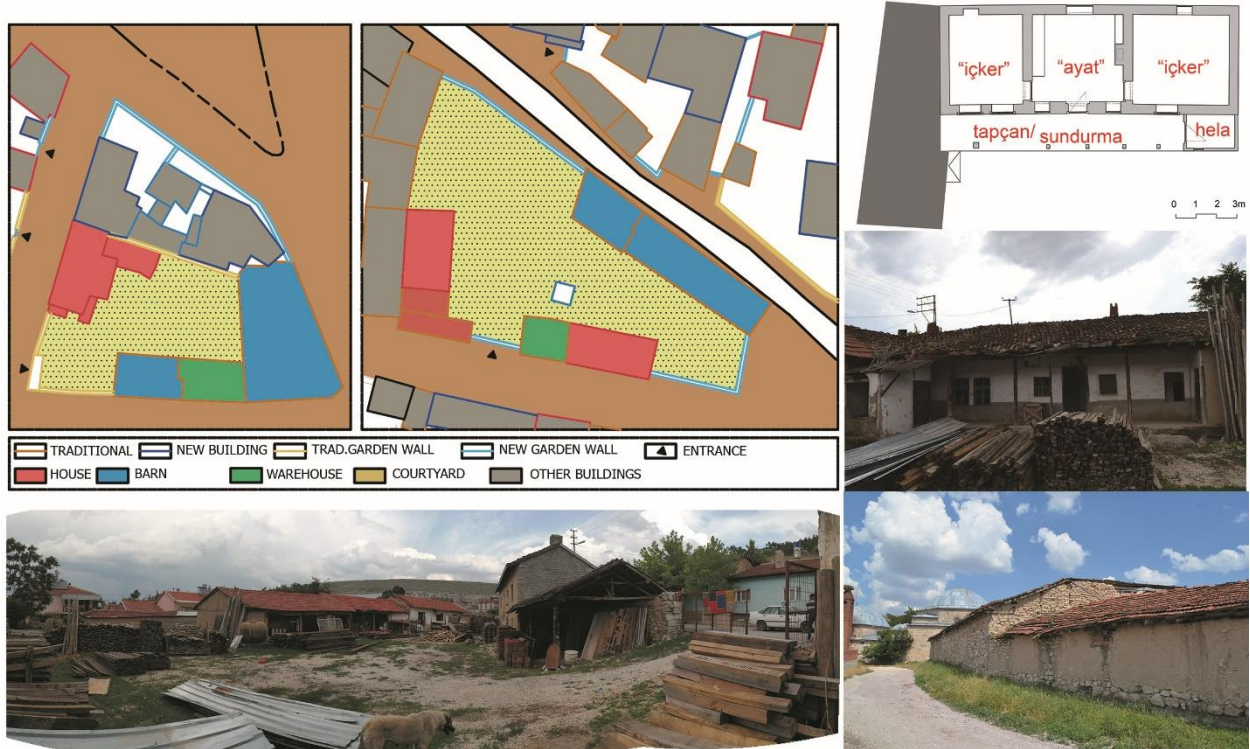 “içker”
“ayat”
“içker”
tapçan/ sundurma
hela
0 1 2 3m
TRADITIONAL NEW BUILDING TRAD.GARDEN WALL NEW GARDEN WALL ENTRANCE
HOUSE BARN WAREHOUSE COURTYARD OTHER BUILDINGS